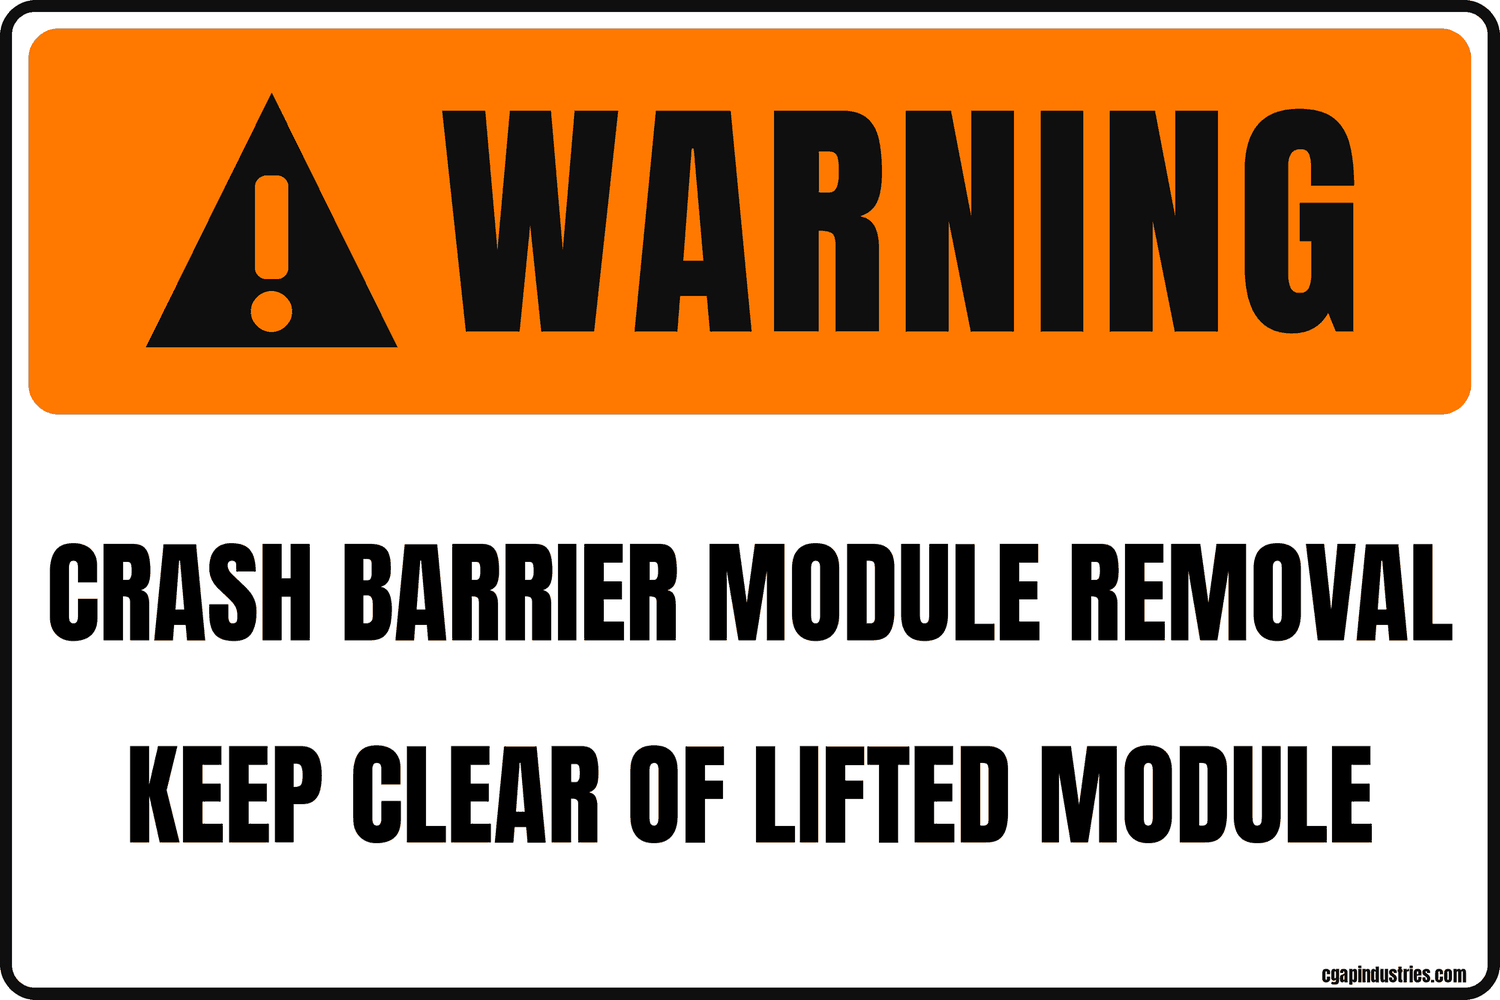 WARNING
CRASH BARRIER MODULE REMOVAL
KEEP CLEAR OF LIFTED MODULE
cgapindustries.com